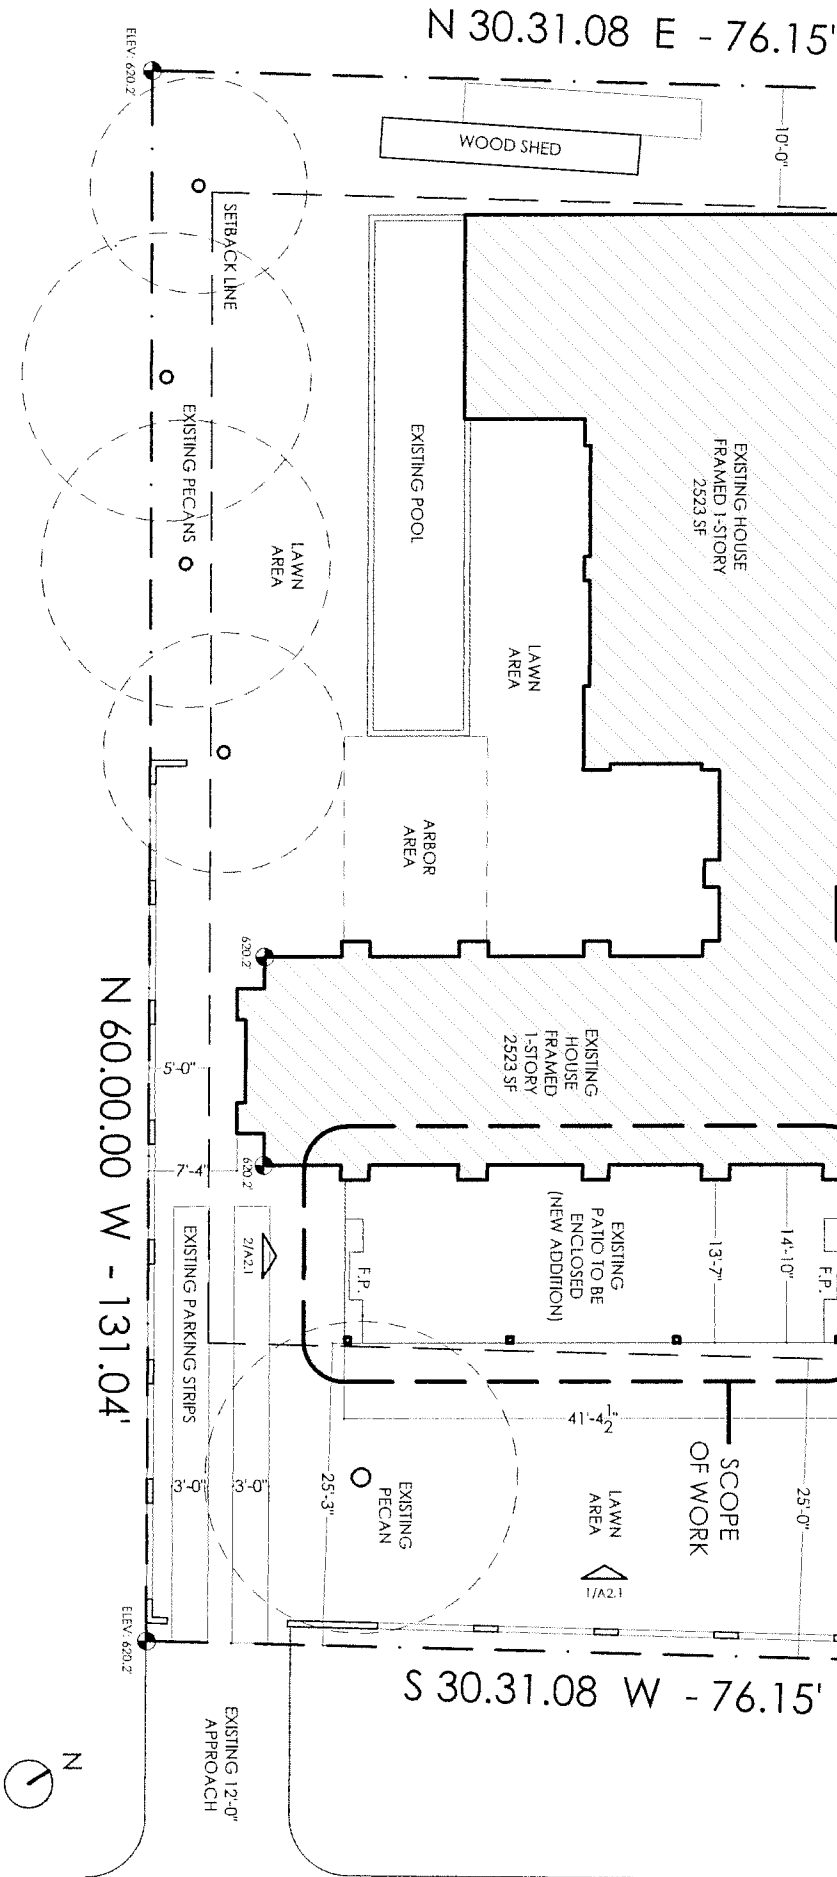 N 30.31.08 E - 76.15'
ELEV: 620.2'
WOOD SHED
10'-0"
SETBACK LINE
EXISTING PECANS
LAWN
AREA
EXISTING POOL
LAWN
AREA
EXISTING HOUSE
FRAMED 1-STORY
2523 SF
ARBOR
AREA
620.2'
N 60.00.00 W - 131.04'
5'-0"
7'-4"
620.2'
EXISTING
HOUSE
FRAMED
1-STORY
2523 SF
EXISTING PARKING STRIPS
2/A2.1
F.P.
EXISTING
PATIO TO BE
ENCLOSED
(NEW ADDITION)
13'-7"
14'-10"
F.P.
41'-4 1/2"
3'-0"
3'-0"
25'-3"
EXISTING
PECAN
LAWN
AREA
1/A2.1
SCOPE
OF WORK
25'-0"
ELEV: 620.2'
S 30.31.08 W - 76.15'
EXISTING 12'-0"
APPROACH
N